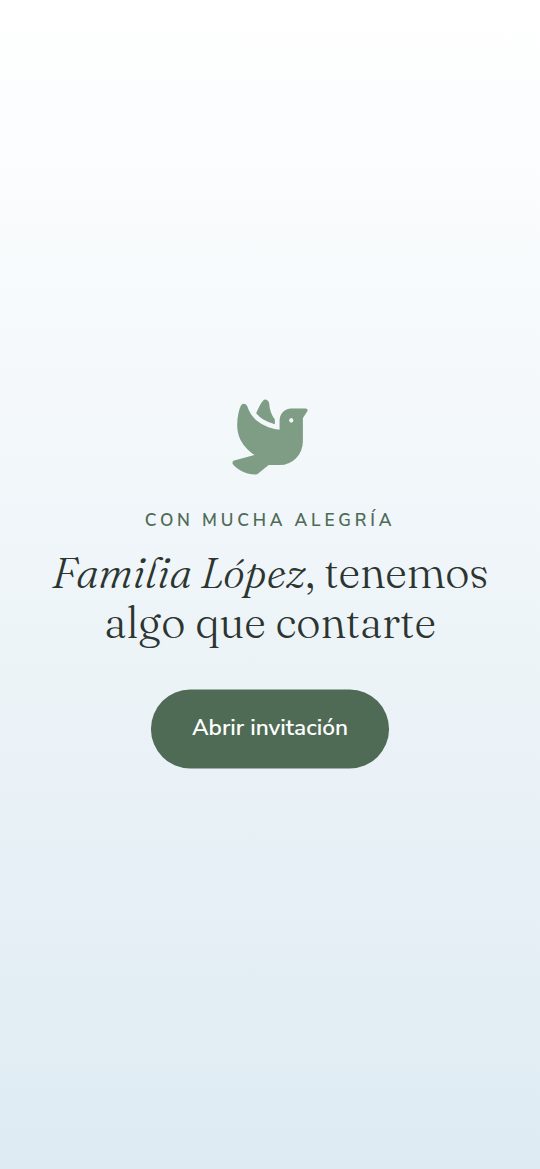 CON MUCHA ALEGRÍA
Familia López, tenemos
algo que contarte
Abrir invitación